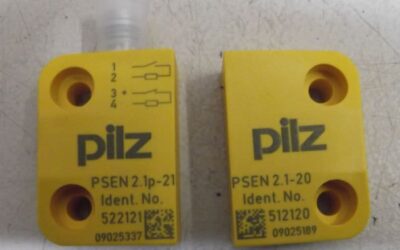 1
2
3 *
4
pilz
PSEN 2.1p-21
Ident. No.
522121
09025337
pilz
PSEN 2.1-20
Ident. No.
512120
09025189